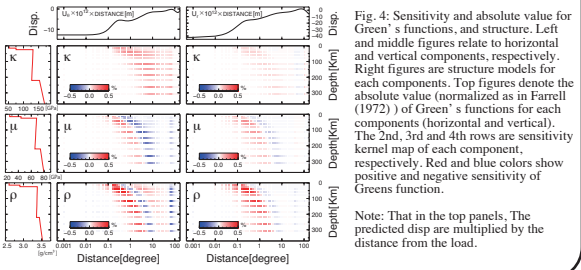 Disp.
-10
U₀ ×10¹²× DISTANCE[m]
Uᵣ ×10¹²× DISTANCE[m]
0
-10
-20
-30
-40
Disp.
κ
50 100 150 [GPa]
-0.5 0.0 0.5 %
-0.5 0.0 0.5 %
0
100
200
300
Depth[Km]
μ
20 40 60 80 [GPa]
-0.5 0.0 0.5 %
-0.5 0.0 0.5 %
0
100
200
300
Depth[Km]
ρ
2.5 3.0 3.5
[g/cm³]
-0.5 0.0 0.5 %
-0.5 0.0 0.5 %
0
100
200
300
Depth[Km]
0.001 0.01 0.1 1 10 100
0.001 0.01 0.1 1 10 100
Distance[degree]
Distance[degree]
Fig. 4: Sensitivity and absolute value for
Green’ s functions, and structure. Left
and middle figures relate to horizontal
and vertical components, respectively.
Right figures are structure models for
each components. Top figures denote the
absolute value (normalized as in Farrell
(1972) ) of Green’ s functions for each
components (horizontal and vertical).
The 2nd, 3rd and 4th rows are sensitivity
kernel map of each component,
respectively. Red and blue colors show
positive and negative sensitivity of
Greens function.
Note: That in the top panels, The
predicted disp are multiplied by the
distance from the load.